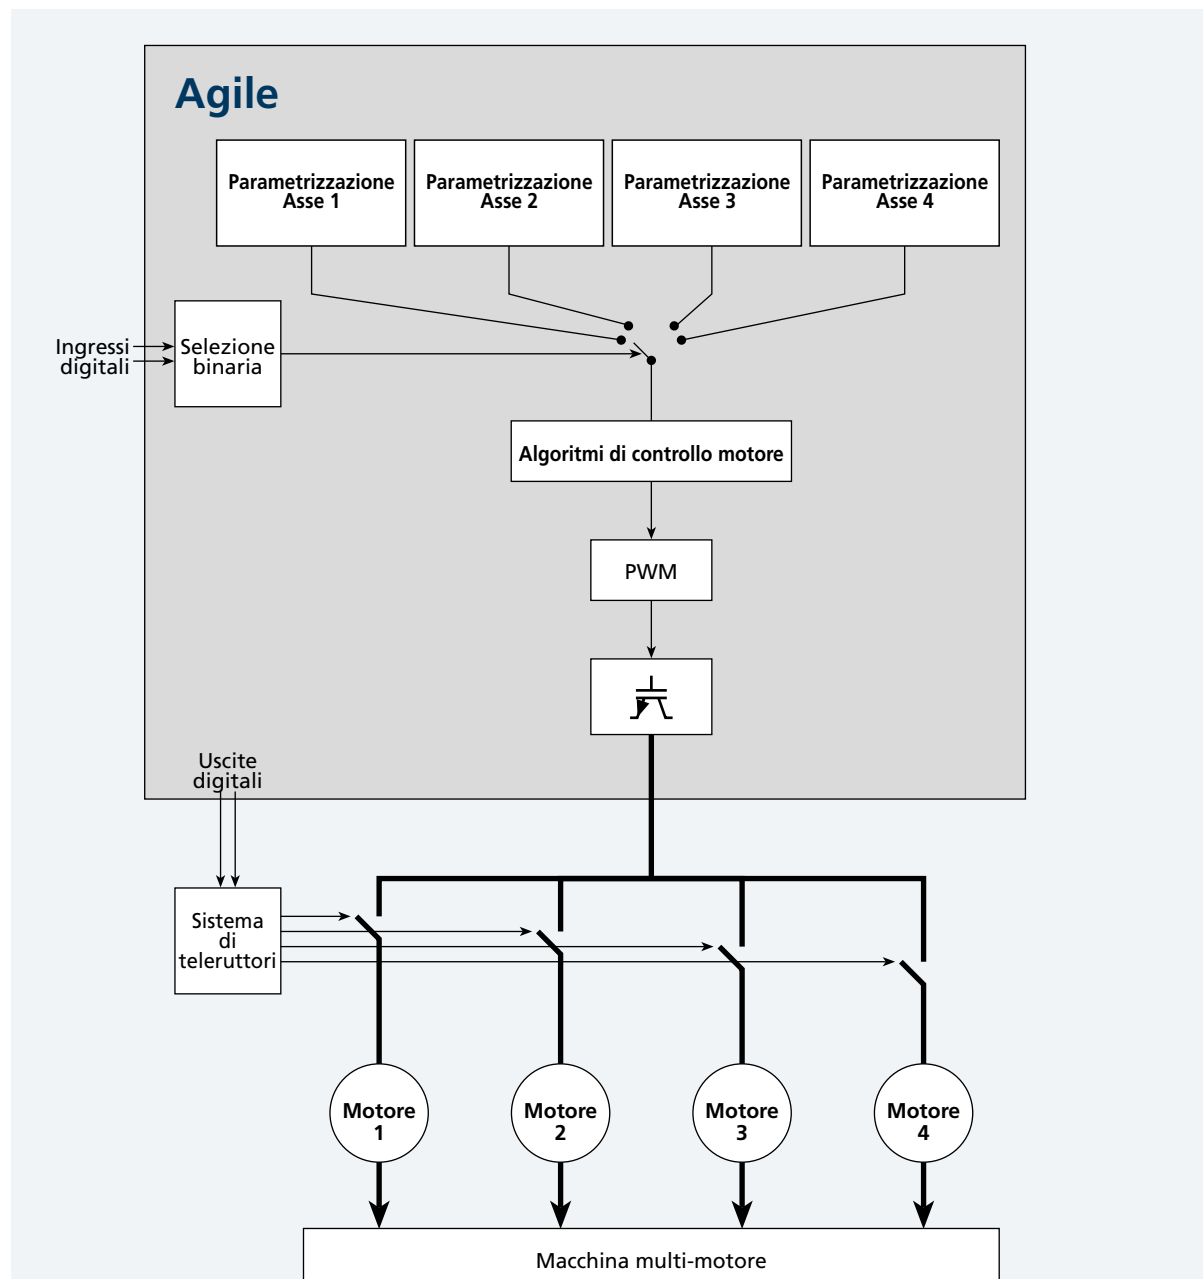 Agile
Parametrizzazione
Asse 1
Parametrizzazione
Asse 2
Parametrizzazione
Asse 3
Parametrizzazione
Asse 4
Ingressi
digitali
Selezione
binaria
Algoritmi di controllo motore
PWM
Uscite
digitali
Sistema
di
teleruttori
Motore
1
Motore
2
Motore
3
Motore
4
Macchina multi-motore